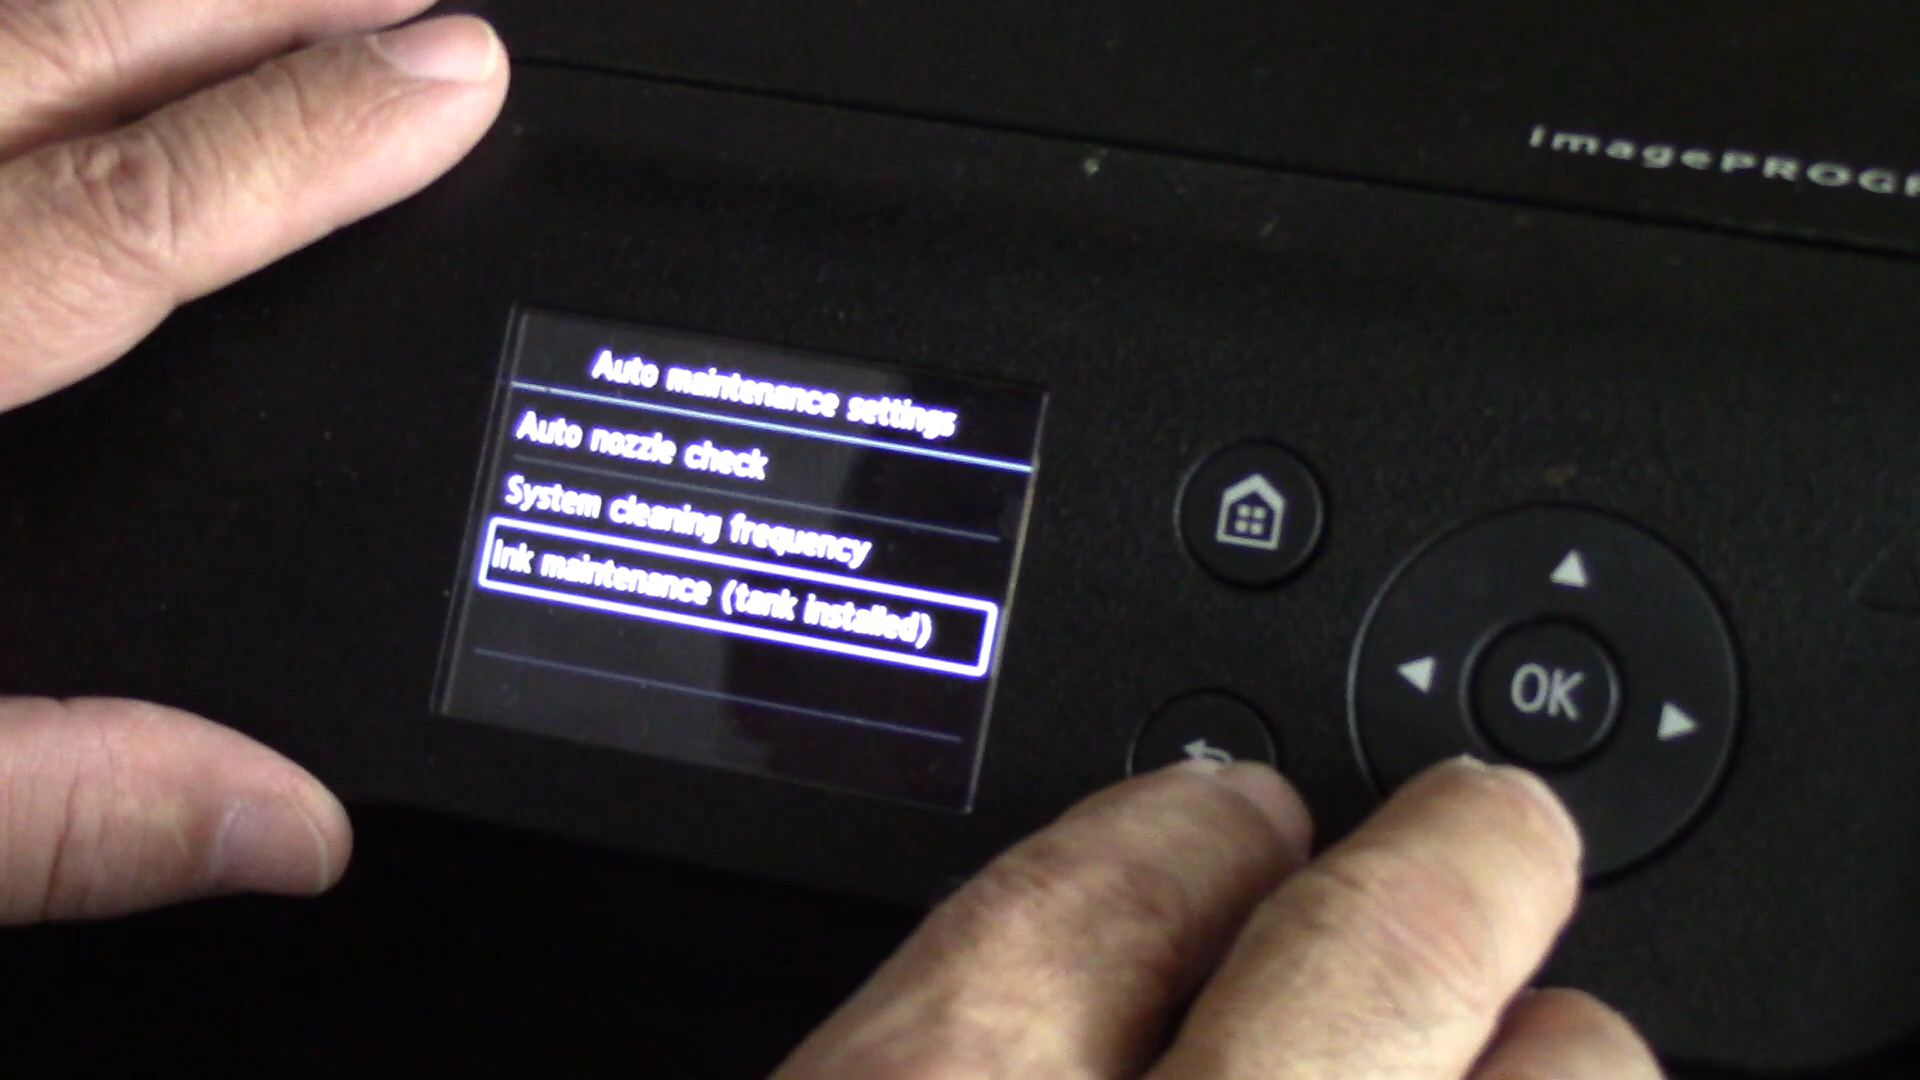 ImagePROGR
Auto maintenance settings
Auto nozzle check
System cleaning frequency
Ink maintenance (tank installed)
OK